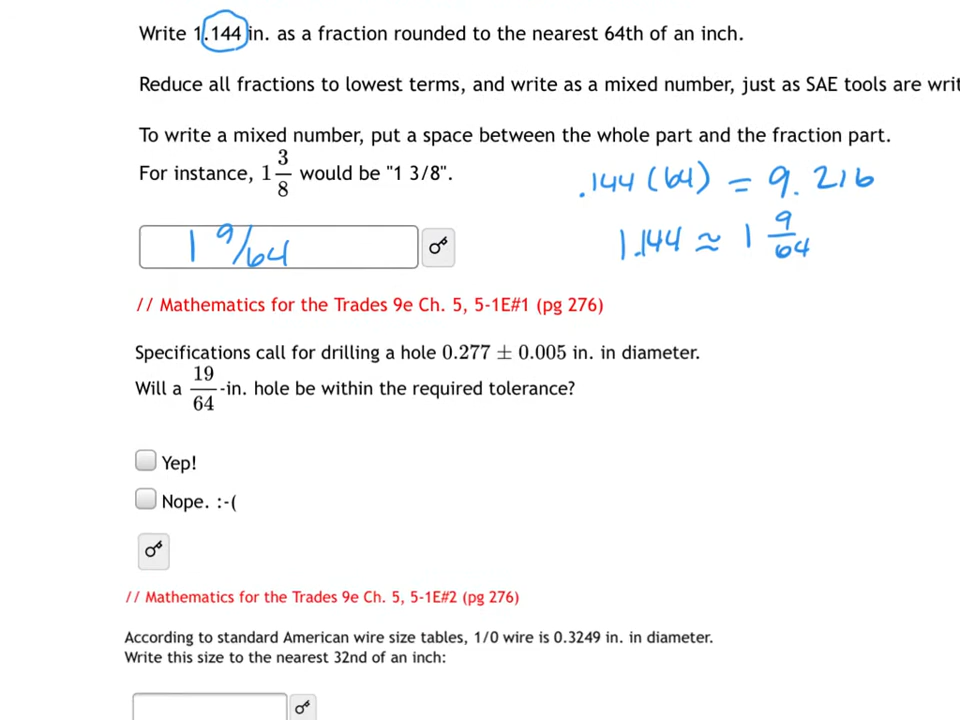 Write 1.144 in. as a fraction rounded to the nearest 64th of an inch.
Reduce all fractions to lowest terms, and write as a mixed number, just as SAE tools are writ
To write a mixed number, put a space between the whole part and the fraction part.
For instance, 1 3/8 would be "1 3/8".
.144 (64) = 9.216
1.144 ≈ 1 9/64
1 9/64
// Mathematics for the Trades 9e Ch. 5, 5-1E#1 (pg 276)
Specifications call for drilling a hole 0.277 ± 0.005 in. in diameter.
Will a 19/64-in. hole be within the required tolerance?
Yep!
Nope. :-(
// Mathematics for the Trades 9e Ch. 5, 5-1E#2 (pg 276)
According to standard American wire size tables, 1/0 wire is 0.3249 in. in diameter.
Write this size to the nearest 32nd of an inch: